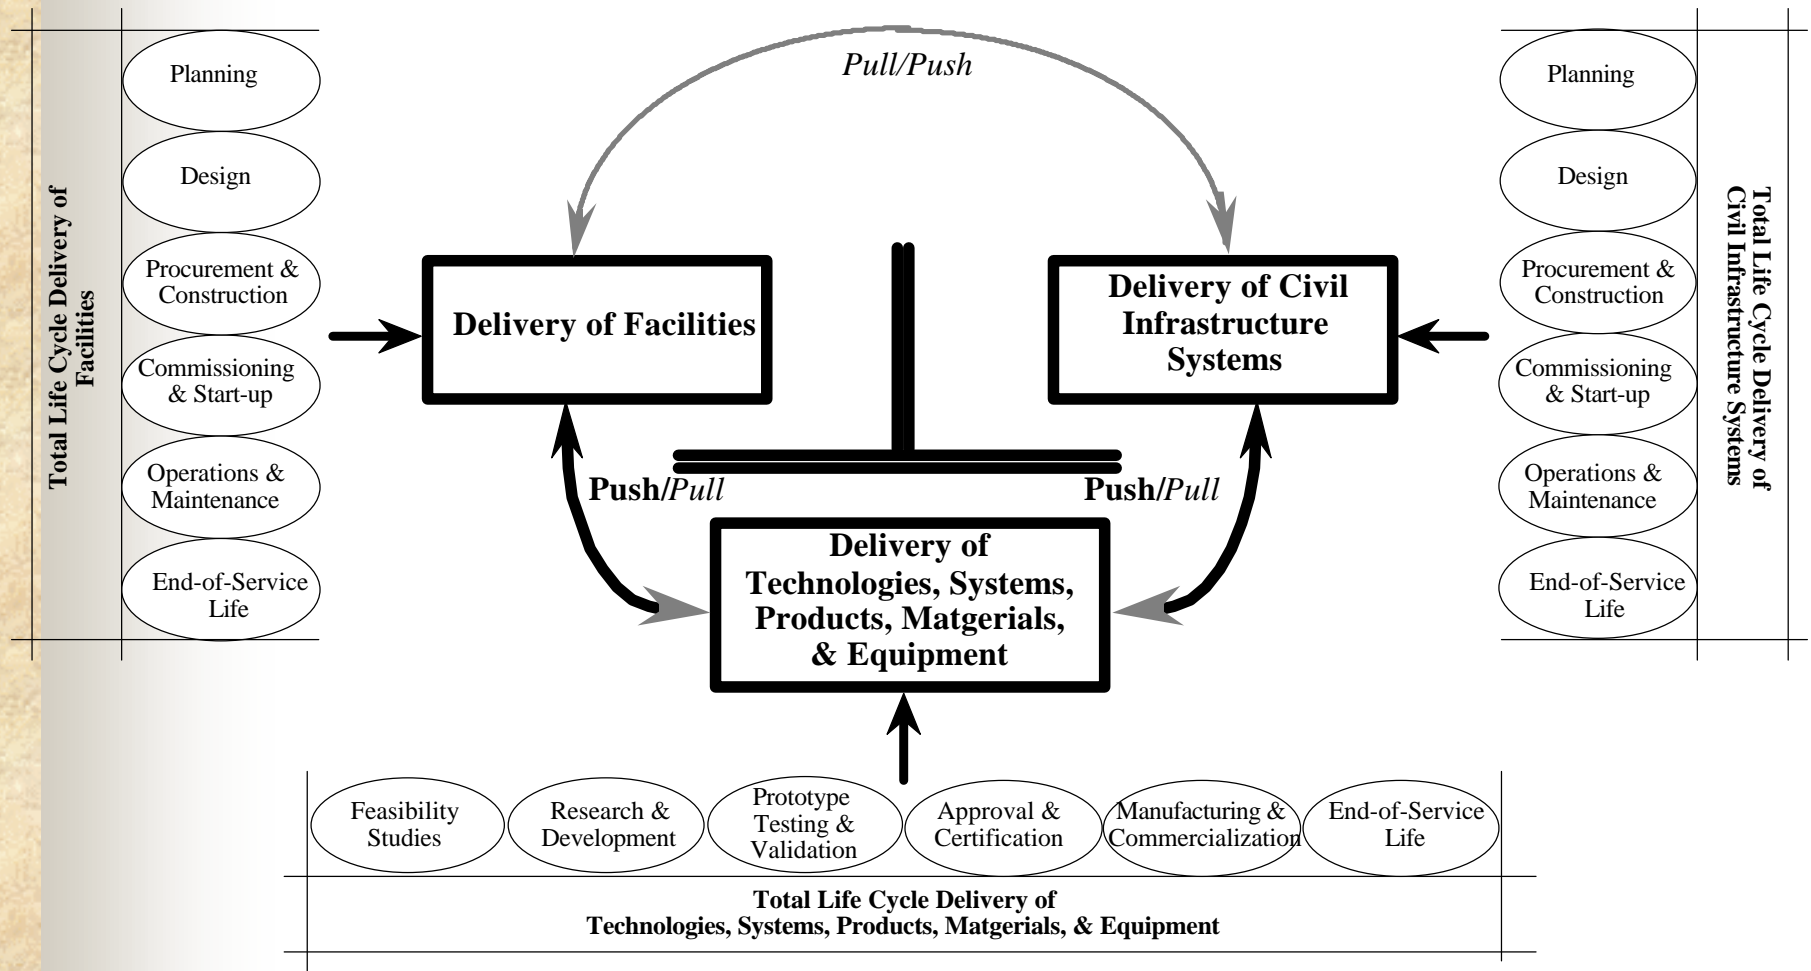 Total Life Cycle Delivery of
Facilities
Planning
Design
Procurement &
Construction
Commissioning
& Start-up
Operations &
Maintenance
End-of-Service
Life
Pull/Push
Delivery of Facilities
Delivery of Civil
Infrastructure
Systems
Push/Pull
Push/Pull
Delivery of
Technologies, Systems,
Products, Matgerials,
& Equipment
Planning
Design
Procurement &
Construction
Commissioning
& Start-up
Operations &
Maintenance
End-of-Service
Life
Total Life Cycle Delivery of
Civil Infrastructure Systems
Feasibility
Studies
Research &
Development
Prototype
Testing &
Validation
Approval &
Certification
Manufacturing &
Commercialization
End-of-Service
Life
Total Life Cycle Delivery of
Technologies, Systems, Products, Matgerials, & Equipment